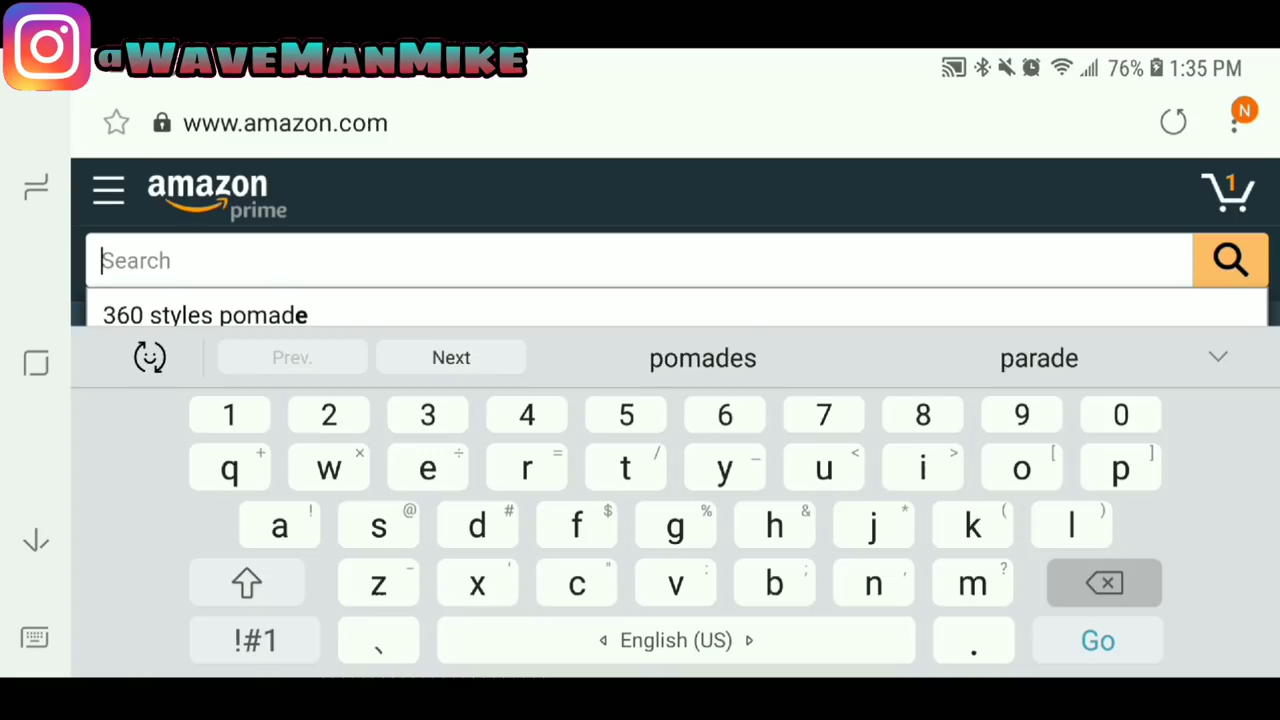 @WaveManMike
76% 1:35 PM
www.amazon.com
N
amazon
prime
1
Search
360 styles pomade
Prev. Next pomades parade
1 2 3 4 5 6 7 8 9 0
q + w × e ÷ r = t / y _ u < i > o [ p ]
a ! s @ d # f $ g % h & j * k ( l )
z - x ' c " v : b ; n , m ?
!#1 、 English (US) . Go